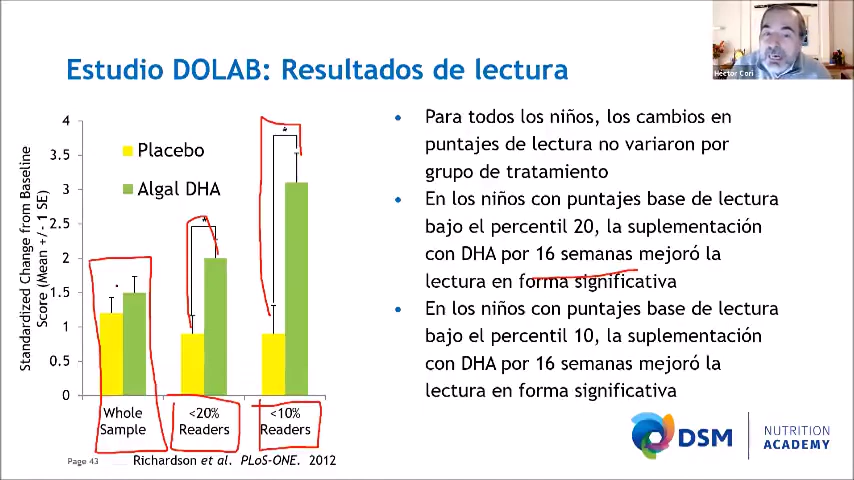 Hector Cori
Estudio DOLAB: Resultados de lectura
Standardized Change from Baseline
Score (Mean +/- 1 SE)
4
3.5
3
2.5
2
1.5
1
0.5
0
Placebo
Algal DHA
*
*
Whole
Sample
<20%
Readers
<10%
Readers
• Para todos los niños, los cambios en
puntajes de lectura no variaron por
grupo de tratamiento
• En los niños con puntajes base de lectura
bajo el percentil 20, la suplementación
con DHA por 16 semanas mejoró la
lectura en forma significativa
• En los niños con puntajes base de lectura
bajo el percentil 10, la suplementación
con DHA por 16 semanas mejoró la
lectura en forma significativa
DSM
NUTRITION
ACADEMY
Page 43
Richardson et al. PLoS-ONE. 2012